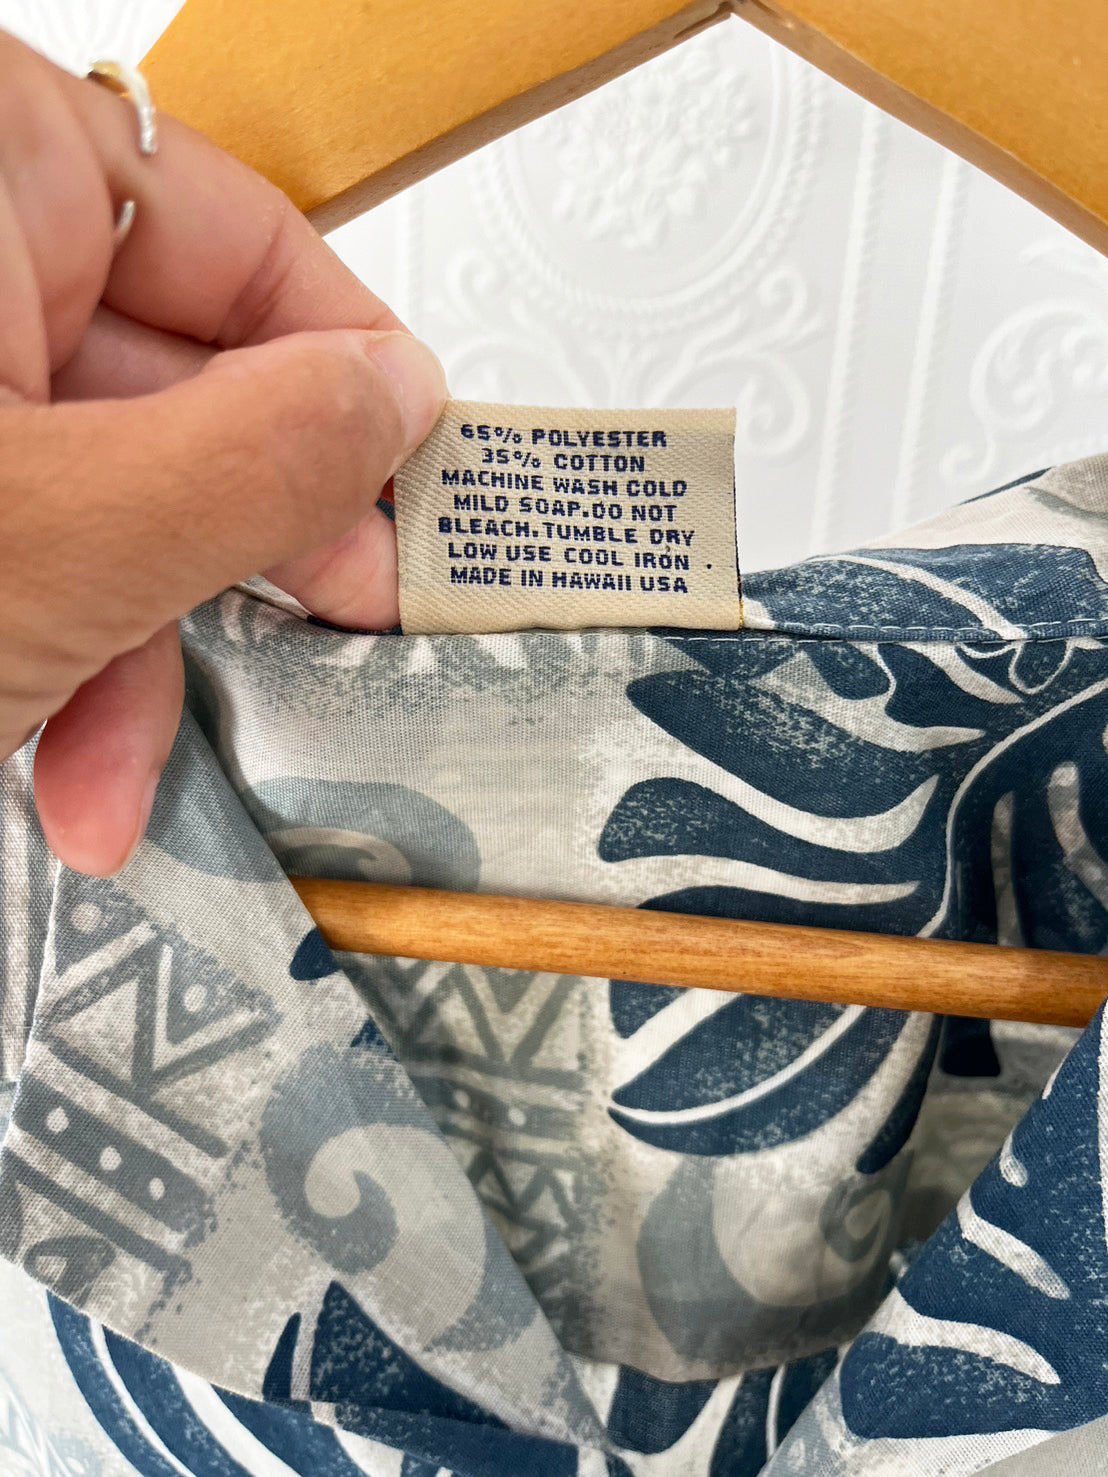 65% POLYESTER
35% COTTON
MACHINE WASH COLD
MILD SOAP.DO NOT
BLEACH.TUMBLE DRY
LOW USE COOL IRON .
MADE IN HAWAII USA